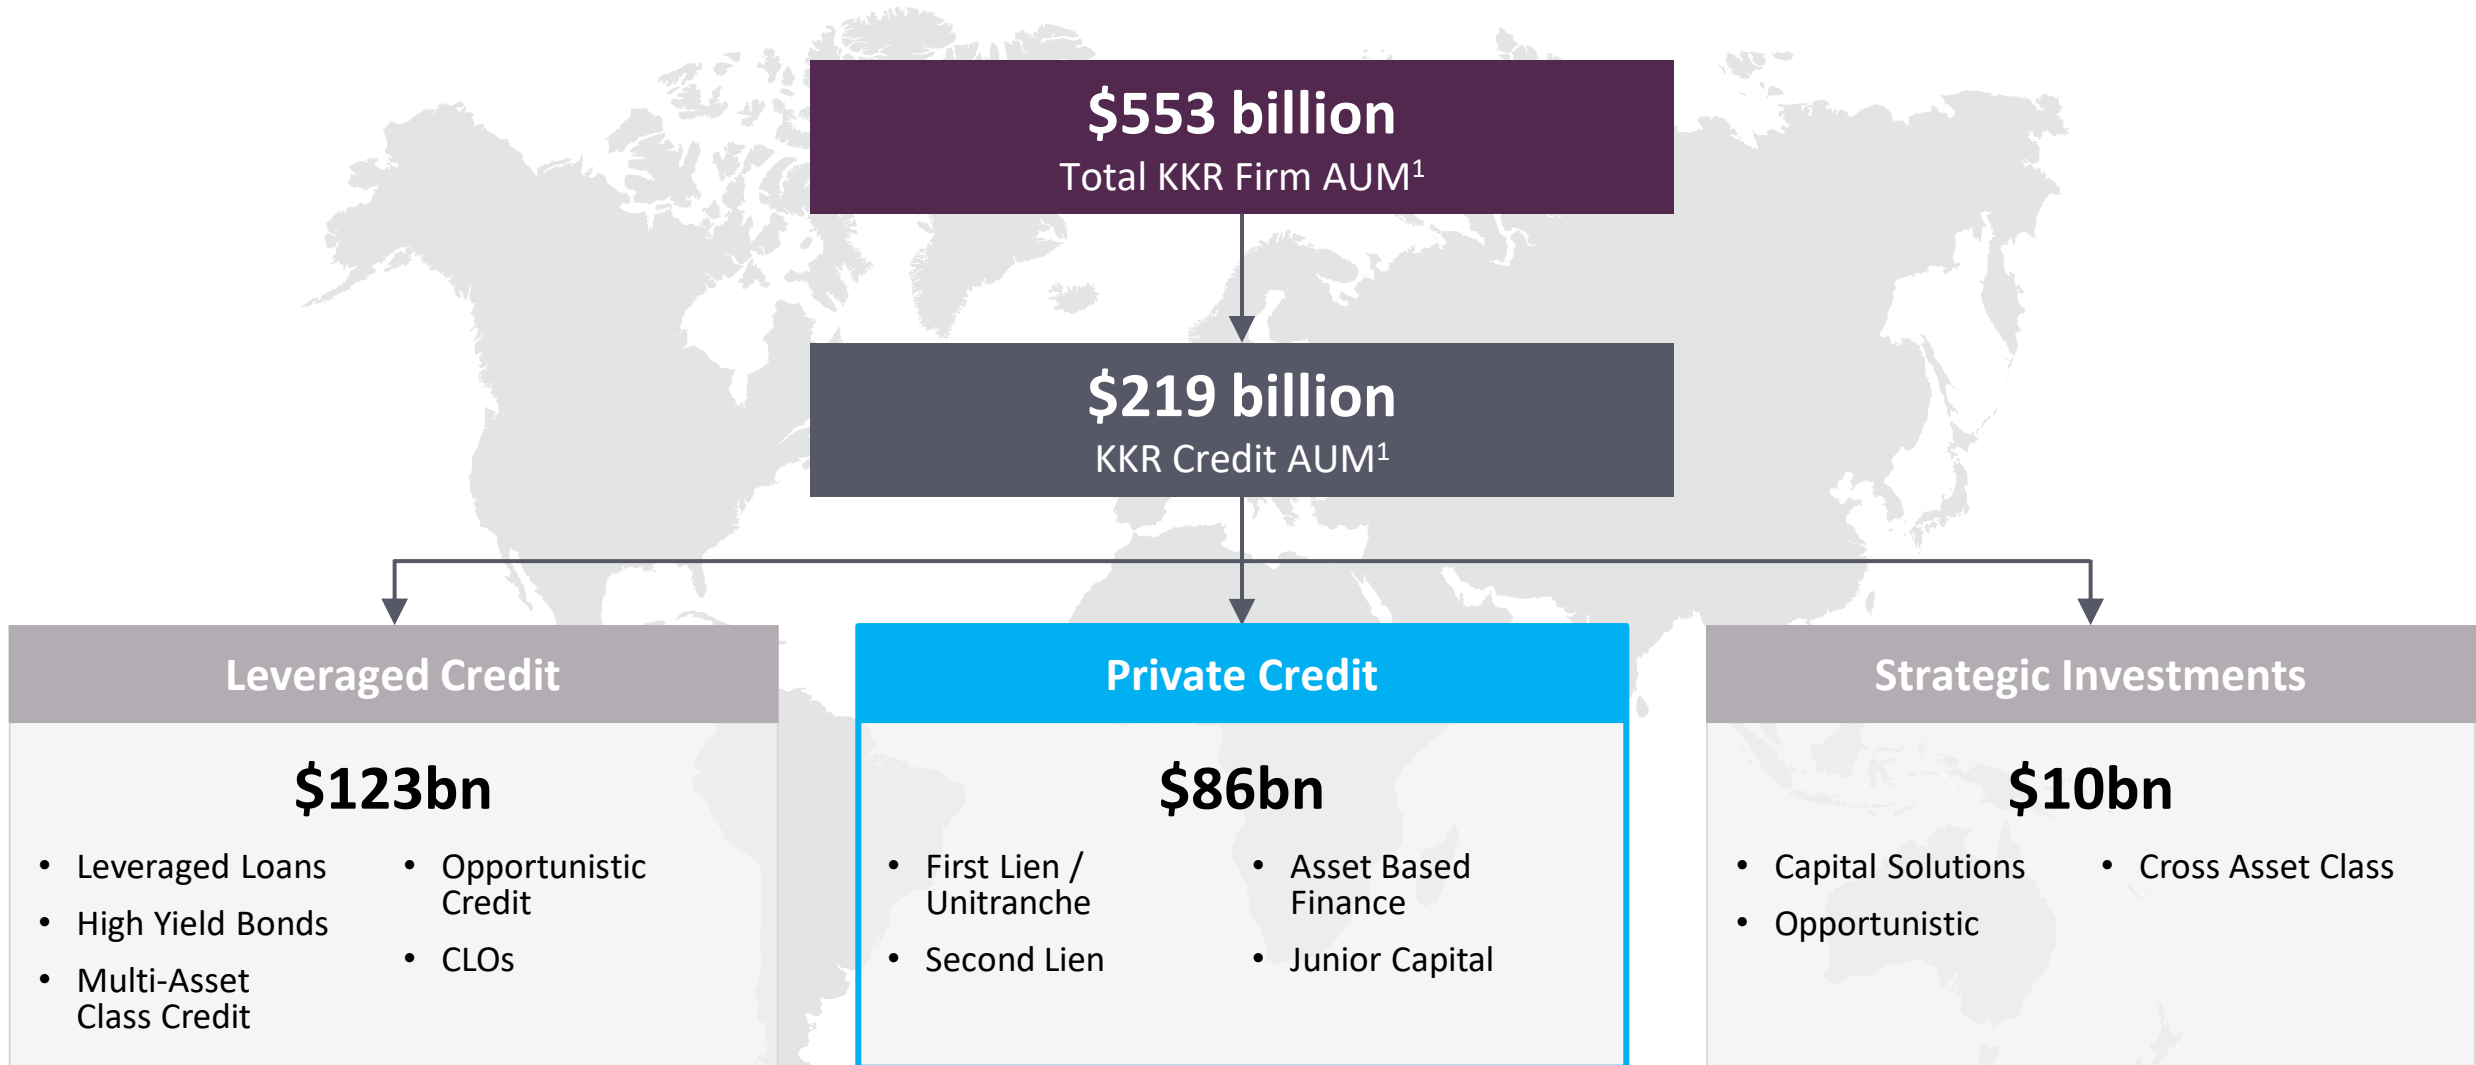 $553 billion
Total KKR Firm AUM¹
$219 billion
KKR Credit AUM¹
Leveraged Credit
$123bn
• Leveraged Loans
• High Yield Bonds
• Multi-Asset
Class Credit
• Opportunistic
Credit
• CLOs
Private Credit
$86bn
• First Lien /
Unitranche
• Second Lien
• Asset Based
Finance
• Junior Capital
Strategic Investments
$10bn
• Capital Solutions
• Opportunistic
• Cross Asset Class